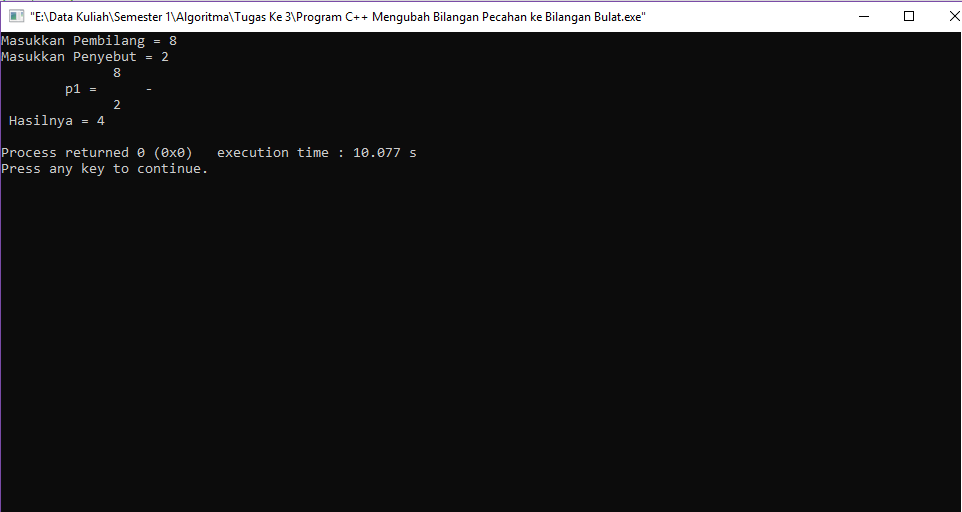 "E:\Data Kuliah\Semester 1\Algoritma\Tugas Ke 3\Program C++ Mengubah Bilangan Pecahan ke Bilangan Bulat.exe"
Masukkan Pembilang = 8
Masukkan Penyebut = 2
8
p1 = -
2
Hasilnya = 4
Process returned 0 (0x0) execution time : 10.077 s
Press any key to continue.